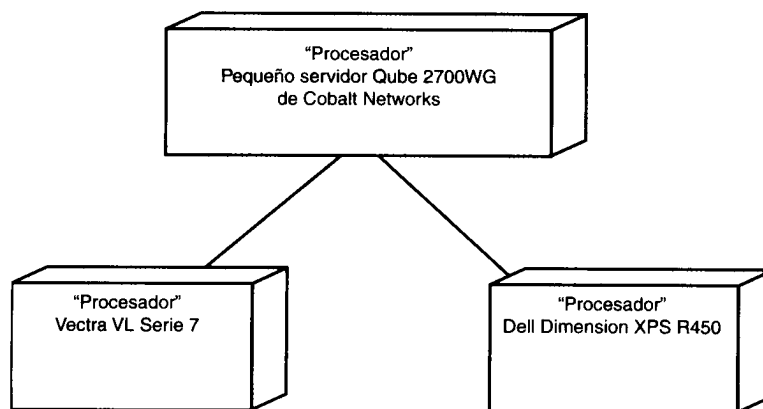 “Procesador”
Pequeño servidor Qube 2700WG
de Cobalt Networks
“Procesador”
Vectra VL Serie 7
“Procesador”
Dell Dimension XPS R450